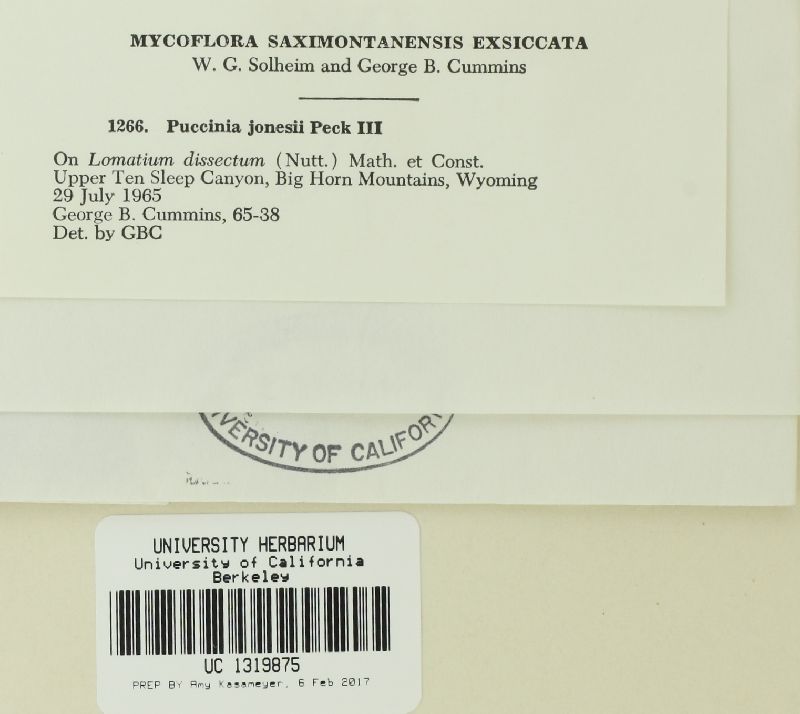 MYCOFLORA SAXIMONTANENSIS EXSICCATA
W. G. Solheim and George B. Cummins
1266. Puccinia jonesii Peck III
On Lomatium dissectum (Nutt.) Math. et Const.
Upper Ten Sleep Canyon, Big Horn Mountains, Wyoming
29 July 1965
George B. Cummins, 65-38
Det. by GBC
VERSITY OF CALIFOR
UNIVERSITY HERBARIUM
University of California
Berkeley
UC 1319875
PREP BY Amy Kasameyer, 6 Feb 2017